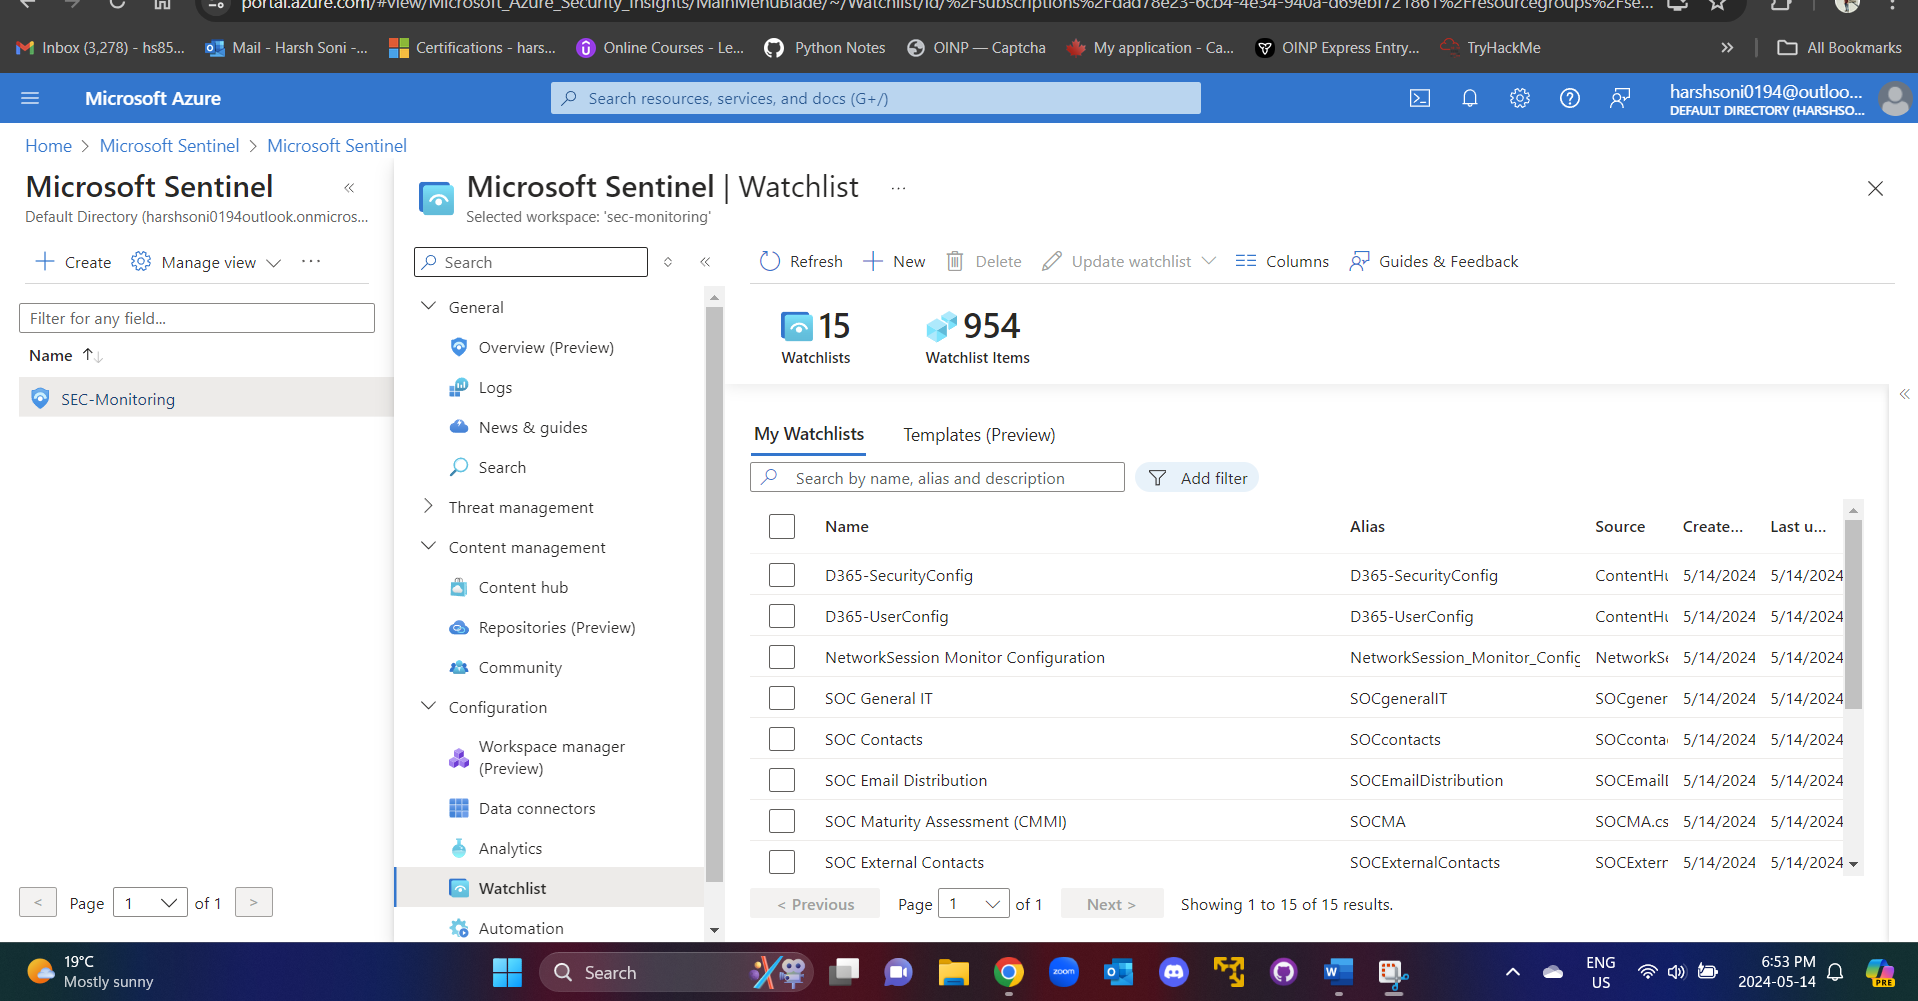 portal.azure.com/#view/Microsoft_Azure_Security_Insights/MainMenuBlade/~/Watchlist/id/%2Fsubscriptions%2Fdad78e23-6cb4-4e34-940a-d69ebf721861%2Fresourcegroups%2Fse...
Inbox (3,278) - hs85...
Mail - Harsh Soni -...
Certifications - hars...
Online Courses - Le...
Python Notes
OINP — Captcha
My application - Ca...
OINP Express Entry...
TryHackMe
»
All Bookmarks
Microsoft Azure
Search resources, services, and docs (G+/)
harshsoni0194@outloo...
DEFAULT DIRECTORY (HARSHSO...
Home > Microsoft Sentinel > Microsoft Sentinel
Microsoft Sentinel
«
Default Directory (harshsoni0194outlook.onmicros...
Create
Manage view
...
Filter for any field...
Name
SEC-Monitoring
< Page 1 of 1 >
Microsoft Sentinel | Watchlist
...
Selected workspace: 'sec-monitoring'
Search
«
General
Overview (Preview)
Logs
News & guides
Search
Threat management
Content management
Content hub
Repositories (Preview)
Community
Configuration
Workspace manager
(Preview)
Data connectors
Analytics
Watchlist
Automation
Refresh
New
Delete
Update watchlist
Columns
Guides & Feedback
15
Watchlists
954
Watchlist Items
«
My Watchlists
Templates (Preview)
Search by name, alias and description
Add filter
Name Alias Source Create... Last u...
D365-SecurityConfig D365-SecurityConfig ContentHu 5/14/2024 5/14/2024
D365-UserConfig D365-UserConfig ContentHu 5/14/2024 5/14/2024
NetworkSession Monitor Configuration NetworkSession_Monitor_Config NetworkSe 5/14/2024 5/14/2024
SOC General IT SOCgeneralIT SOCgener 5/14/2024 5/14/2024
SOC Contacts SOCcontacts SOCconta 5/14/2024 5/14/2024
SOC Email Distribution SOCEmailDistribution SOCEmailD 5/14/2024 5/14/2024
SOC Maturity Assessment (CMMI) SOCMA SOCMA.cs 5/14/2024 5/14/2024
SOC External Contacts SOCExternalContacts SOCExterr 5/14/2024 5/14/2024
< Previous Page 1 of 1 Next > Showing 1 to 15 of 15 results.
19°C
Mostly sunny
Search
zoom
W
ENG
US
6:53 PM
2024-05-14
PRE